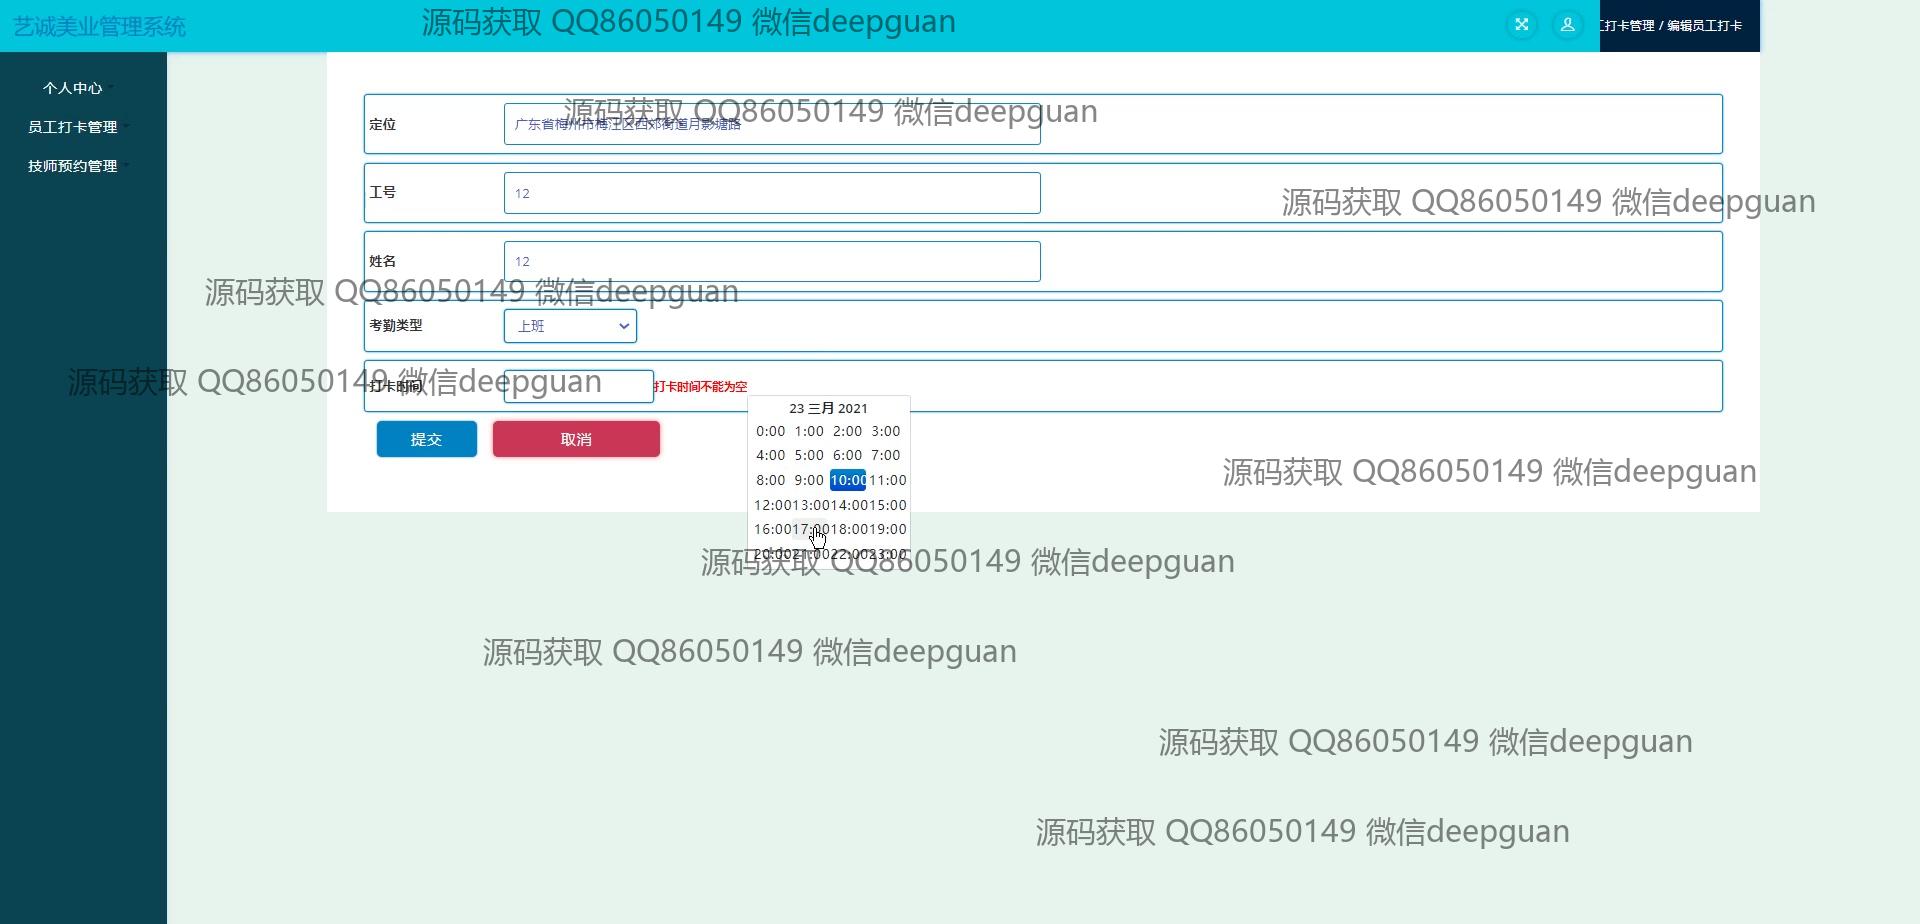 艺诚美业管理系统
源码获取 QQ86050149 微信deepguan
工打卡管理 / 编辑员工打卡
个人中心
员工打卡管理
技师预约管理
源码获取 QQ86050149 微信deepguan
定位
广东省梅州市梅江区西郊街道月影塘路
工号
12
源码获取 QQ86050149 微信deepguan
姓名
12
源码获取 QQ86050149 微信deepguan
考勤类型
上班
源码获取 QQ86050149 微信deepguan
打卡时间
打卡时间不能为空
23 三月 2021
0:00 1:00 2:00 3:00
4:00 5:00 6:00 7:00
8:00 9:00 10:00 11:00
12:00 13:00 14:00 15:00
16:00 17:00 18:00 19:00
20:00 21:00 22:00 23:00
提交
取消
源码获取 QQ86050149 微信deepguan
源码获取 QQ86050149 微信deepguan
源码获取 QQ86050149 微信deepguan
源码获取 QQ86050149 微信deepguan
源码获取 QQ86050149 微信deepguan